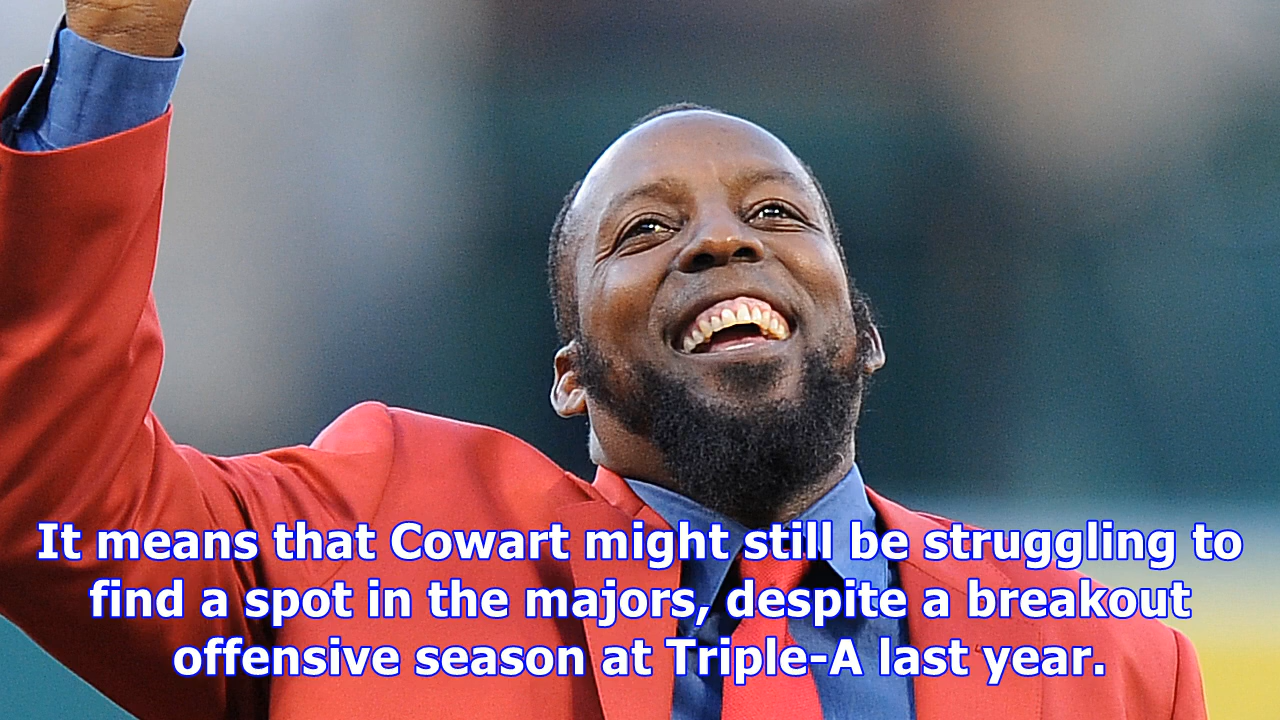 It means that Cowart might still be struggling to
find a spot in the majors, despite a breakout
offensive season at Triple-A last year.